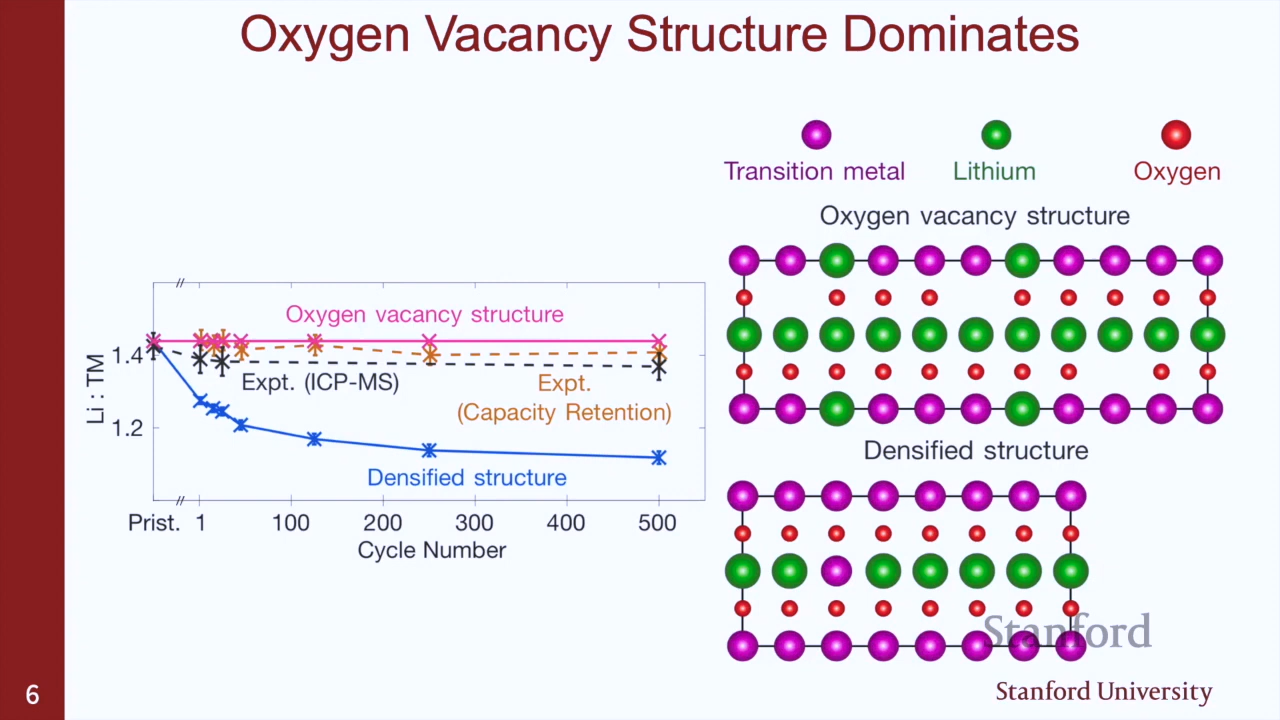 Oxygen Vacancy Structure Dominates
Transition metal
Lithium
Oxygen
Oxygen vacancy structure
Oxygen vacancy structure
Li : TM
1.4
1.2
Expt. (ICP-MS)
Expt.
(Capacity Retention)
Densified structure
Densified structure
Prist. 1 100 200 300 400 500
Cycle Number
Stanford
Stanford University
6